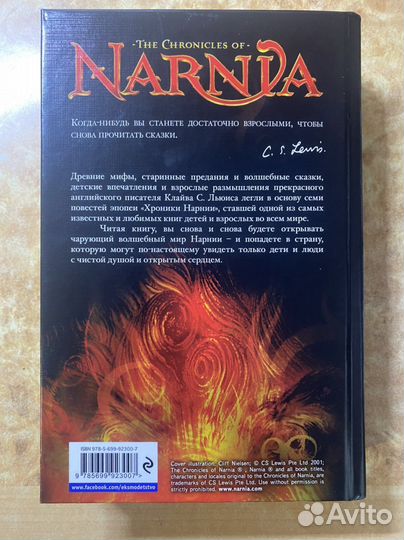 THE CHRONICLES OF
NARNIA
КОГДА-НИБУДЬ ВЫ СТАНЕТЕ ДОСТАТОЧНО ВЗРОСЛЫМИ, ЧТОБЫ
СНОВА ПРОЧИТАТЬ СКАЗКИ.
C. S. Lewis.
Древние мифы, старинные предания и волшебные сказки,
детские впечатления и взрослые размышления прекрасного
английского писателя Клайва С. Льюиса легли в основу семи
повестей эпопеи «Хроники Нарнии», ставшей одной из самых
известных и любимых книг детей и взрослых во всем мире.
Читая книгу, вы снова и снова будете открывать
чарующий волшебный мир Нарнии – и попадете в страну,
которую могут по-настоящему увидеть только дети и люди
с чистой душой и открытым сердцем.
ISBN 978-5-699-92300-7
9 785699 923007 >
www.facebook.com/eksmodetstvo
Cover illustration: Cliff Nielsen; © CS Lewis Pte Ltd 2001;
The Chronicles of Narnia ®, Narnia ® and all book titles,
characters and locales original to the Chronicles of Narnia, are
trademarks of CS Lewis Pte Ltd. Use without permission is
strictly prohibited. www.narnia.com
Avito